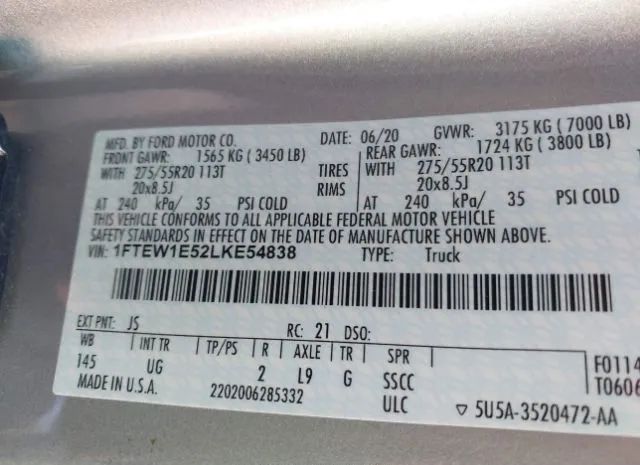 MFD. BY FORD MOTOR CO. DATE: 06/20 GVWR: 3175 KG ( 7000 LB)
FRONT GAWR: 1565 KG ( 3450 LB) REAR GAWR: 1724 KG ( 3800 LB)
WITH 275/55R20 113T TIRES WITH 275/55R20 113T
20x8.5J RIMS 20x8.5J
AT 240 kPa/ 35 PSI COLD AT 240 kPa/ 35 PSI COLD
THIS VEHICLE CONFORMS TO ALL APPLICABLE FEDERAL MOTOR VEHICLE
SAFETY STANDARDS IN EFFECT ON THE DATE OF MANUFACTURE SHOWN ABOVE.
VIN: 1FTEW1E52LKE54838 TYPE: Truck
EXT PNT: JS RC: 21 DSO:
WB INT TR TP/PS R AXLE TR SPR
145 UG 2 L9 G SSCC
F0114
MADE IN U.S.A. 2202006285332 ULC
T0606
▽ 5U5A-3520472-AA